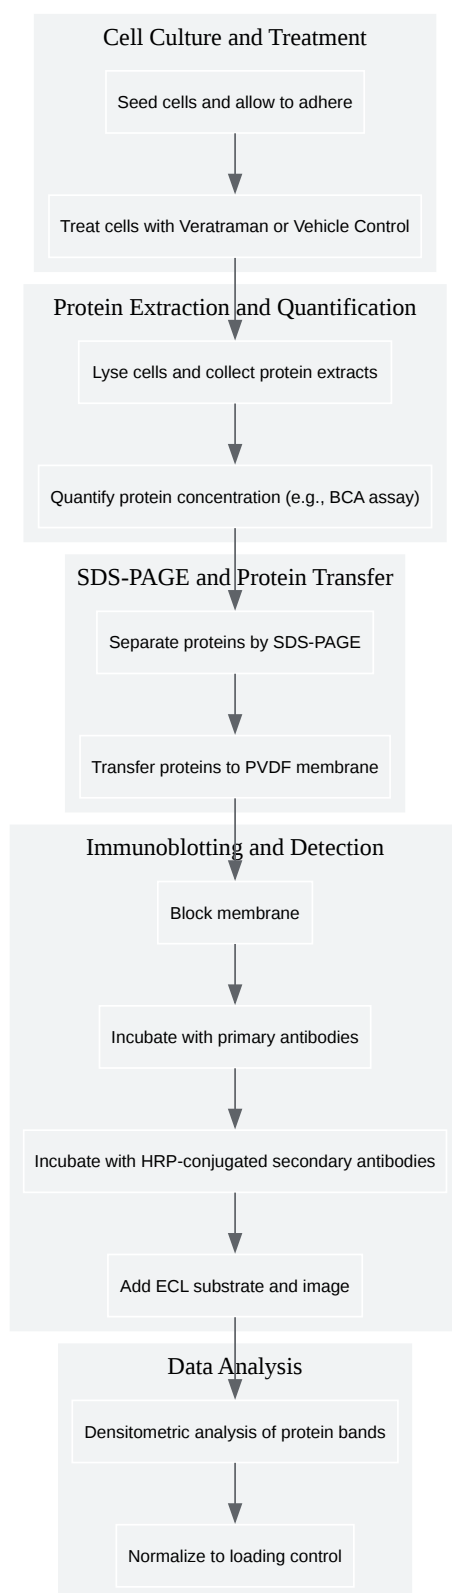 Cell Culture and Treatment
Seed cells and allow to adhere
Treat cells with Veratraman or Vehicle Control
Protein Extraction and Quantification
Lyse cells and collect protein extracts
Quantify protein concentration (e.g., BCA assay)
SDS-PAGE and Protein Transfer
Separate proteins by SDS-PAGE
Transfer proteins to PVDF membrane
Immunoblotting and Detection
Block membrane
Incubate with primary antibodies
Incubate with HRP-conjugated secondary antibodies
Add ECL substrate and image
Data Analysis
Densitometric analysis of protein bands
Normalize to loading control